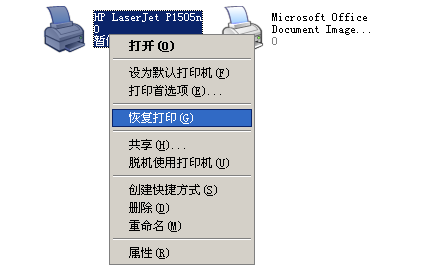 HP LaserJet P1505n
0
暂
Microsoft Office
Document Image...
0
打开(O)
设为默认打印机(F)
打印首选项(E)...
恢复打印(G)
共享(H)...
脱机使用打印机(U)
创建快捷方式(S)
删除(D)
重命名(M)
属性(R)